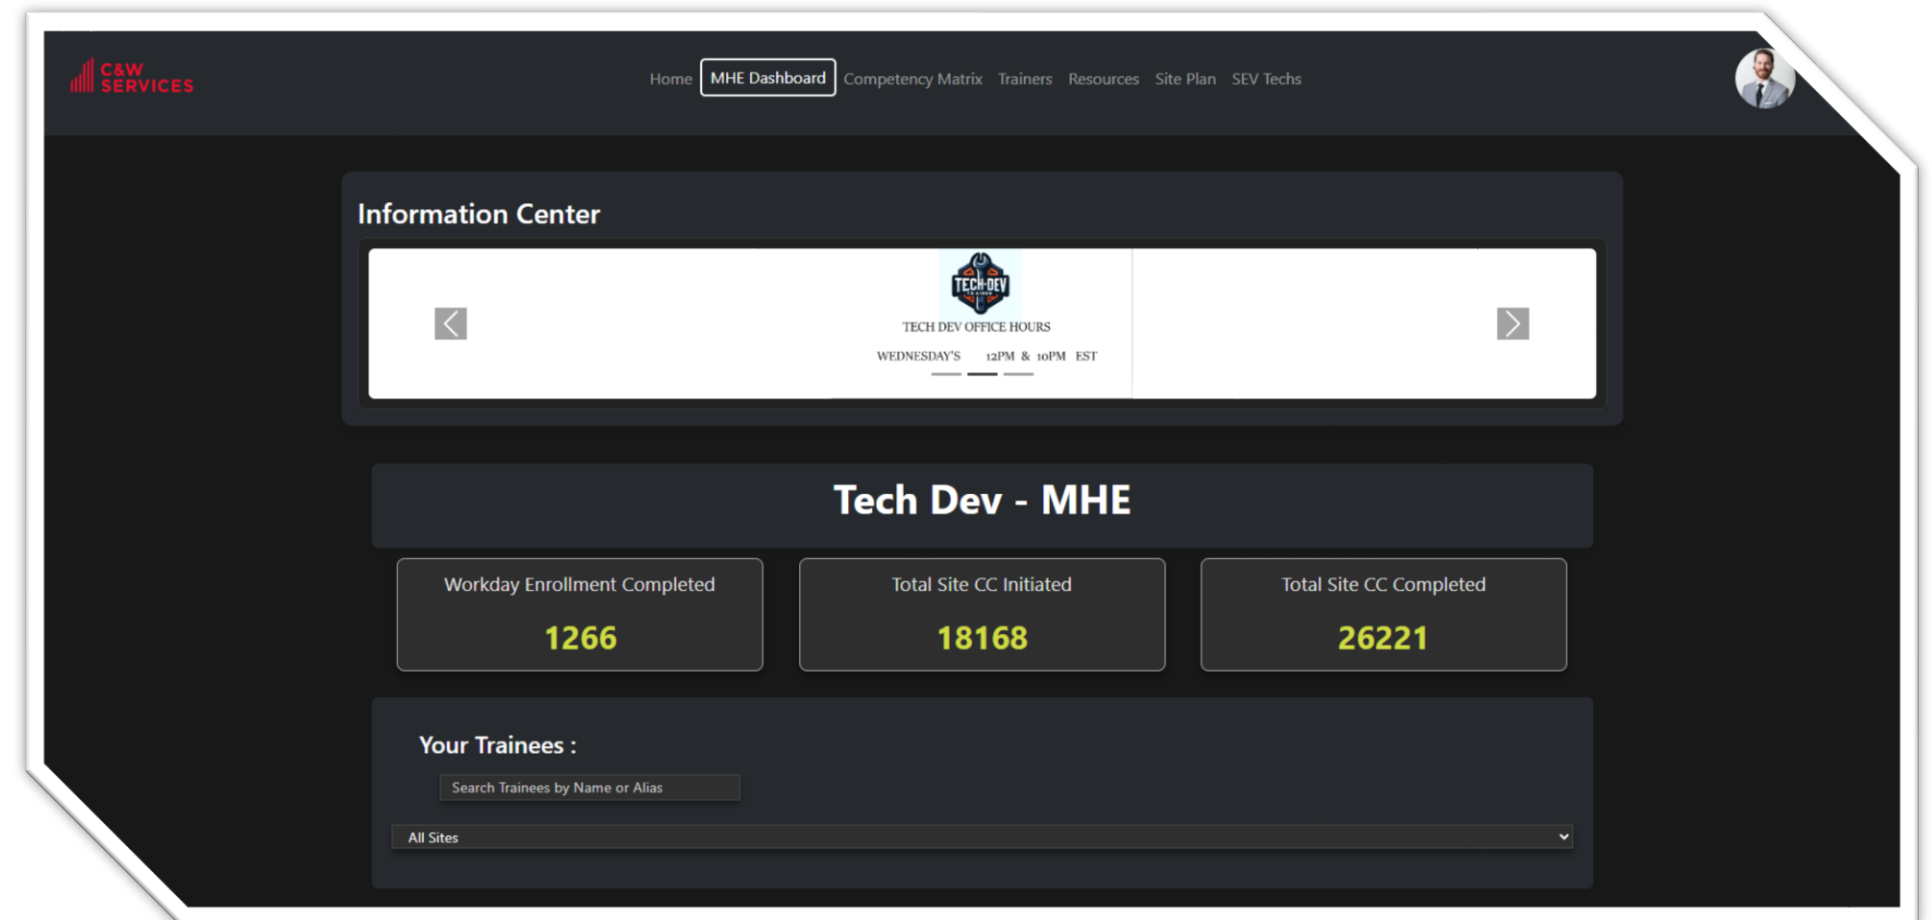 C&W
SERVICES
Home MHE Dashboard Competency Matrix Trainers Resources Site Plan SEV Techs
Information Center
TECH-DEV
TECH DEV OFFICE HOURS
WEDNESDAY'S 12PM & 10PM EST
Tech Dev - MHE
Workday Enrollment Completed
1266
Total Site CC Initiated
18168
Total Site CC Completed
26221
Your Trainees :
Search Trainees by Name or Alias
All Sites